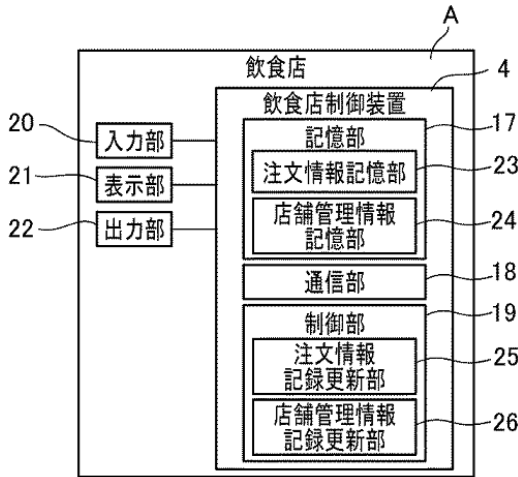 A
飲食店
4
飲食店制御装置
20
入力部
記憶部
17
21
表示部
注文情報記憶部
23
22
出力部
店舗管理情報
記憶部
24
通信部
18
制御部
19
注文情報
記録更新部
25
店舗管理情報
記録更新部
26